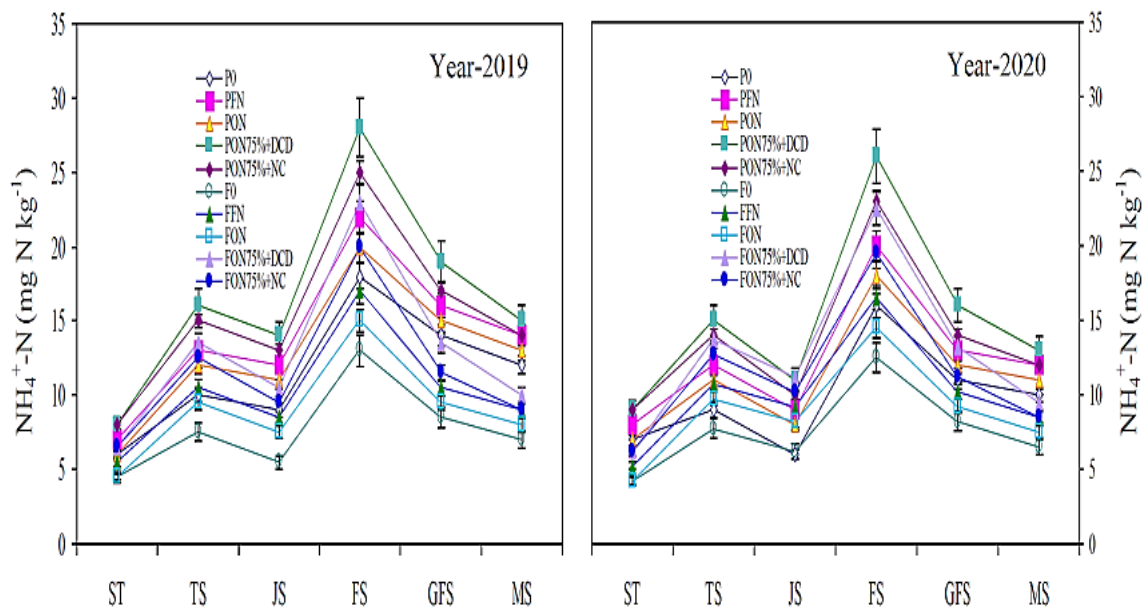 35
30
25
20
15
10
5
0
NH₄⁺-N (mg N kg⁻¹)
Year-2019
P0
PFN
PON
PON75%+DCD
PON75%+NC
F0
FFN
FON
FON75%+DCD
FON75%+NC
ST TS JS FS GFS MS
Year-2020
P0
PFN
PON
PON75%+DCD
PON75%+NC
F0
FFN
FON
FON75%+DCD
FON75%+NC
ST TS JS FS GFS MS
35
30
25
20
15
10
5
0
NH₄⁺-N (mg N kg⁻¹)